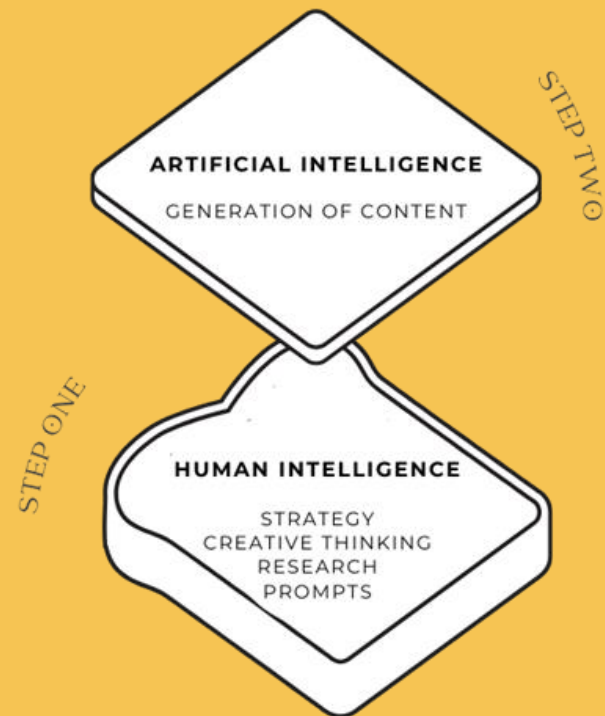 STEP TWO
ARTIFICIAL INTELLIGENCE
GENERATION OF CONTENT
STEP ONE
HUMAN INTELLIGENCE
STRATEGY
CREATIVE THINKING
RESEARCH
PROMPTS